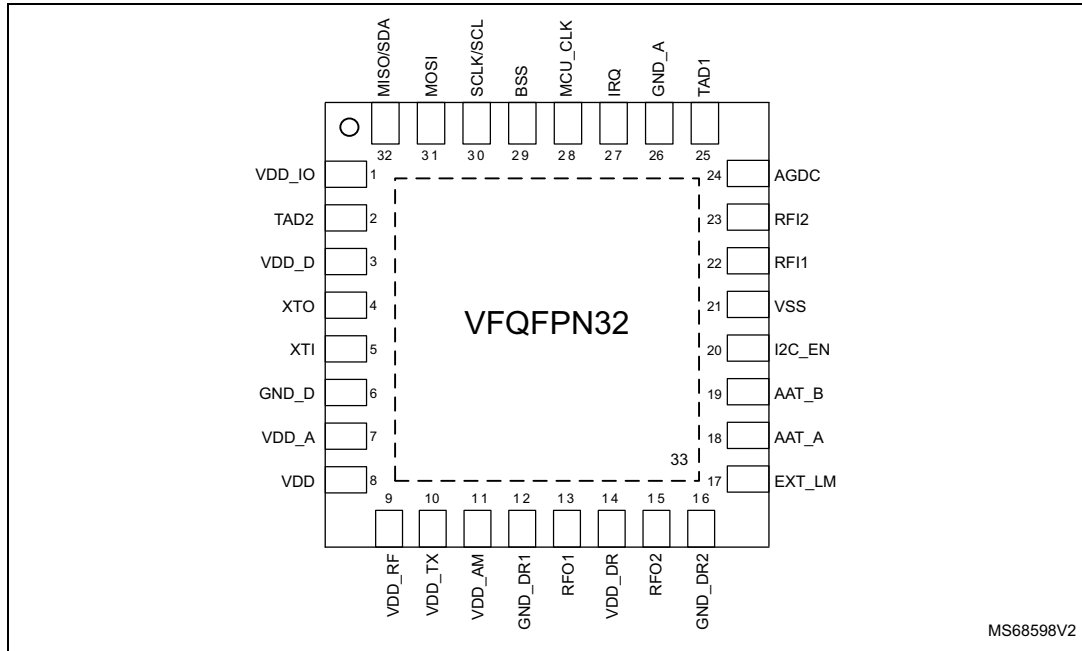 MISO/SDA
MOSI
SCLK/SCL
BSS
MCU_CLK
IRQ
GND_A
TAD1
32
31
30
29
28
27
26
25
VDD_IO 1
TAD2 2
VDD_D 3
XTO 4
XTI 5
GND_D 6
VDD_A 7
VDD 8
VFQFPN32
24 AGDC
23 RFI2
22 RFI1
21 VSS
20 I2C_EN
19 AAT_B
18 AAT_A
17 EXT_LM
33
9
10
11
12
13
14
15
16
VDD_RF
VDD_TX
VDD_AM
GND_DR1
RFO1
VDD_DR
RFO2
GND_DR2
MS68598V2